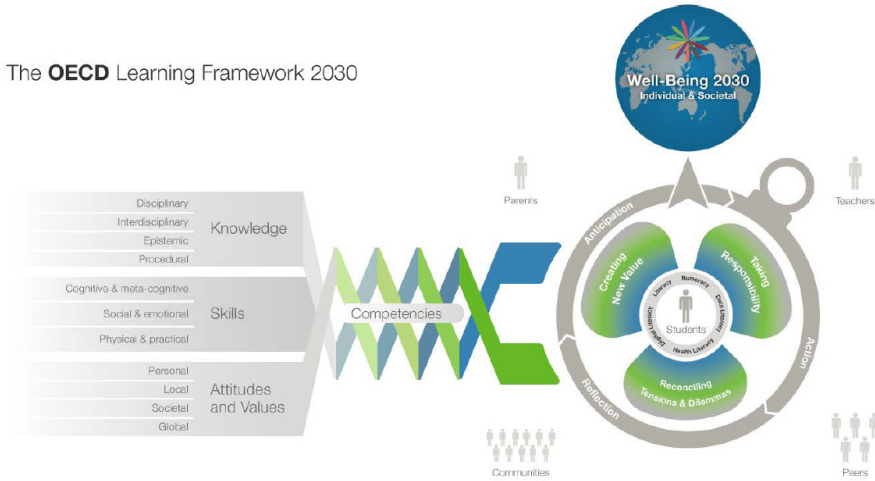 The OECD Learning Framework 2030
Well-Being 2030
Individual & Societal
Parents
Teachers
Disciplinary
Interdisciplinary
Epistemic
Procedural
Knowledge
Cognitive & meta-cognitive
Social & emotional
Physical & practical
Skills
Personal
Local
Societal
Global
Attitudes
and Values
Competencies
Anticipation
Action
Reflection
Creating
New Value
Taking
Responsibility
Reconciling
Tensions & Dilemmas
Literacy
Numeracy
Data Literacy
Health Literacy
Digital Literacy
Students
Communities
Peers